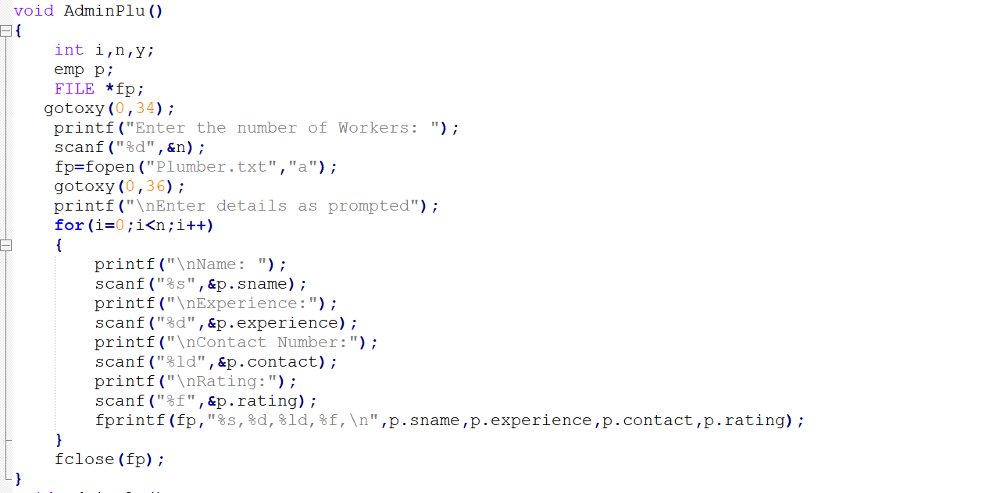 void AdminPlu()
{
    int i,n,y;
    emp p;
    FILE *fp;
   gotoxy(0,34);
    printf("Enter the number of Workers: ");
    scanf("%d",&n);
    fp=fopen("Plumber.txt","a");
    gotoxy(0,36);
    printf("\nEnter details as prompted");
    for(i=0;i<n;i++)
    {
        printf("\nName: ");
        scanf("%s",&p.sname);
        printf("\nExperience:");
        scanf("%d",&p.experience);
        printf("\nContact Number:");
        scanf("%ld",&p.contact);
        printf("\nRating:");
        scanf("%f",&p.rating);
        fprintf(fp,"%s,%d,%ld,%f,\n",p.sname,p.experience,p.contact,p.rating);
    }
    fclose(fp);
}